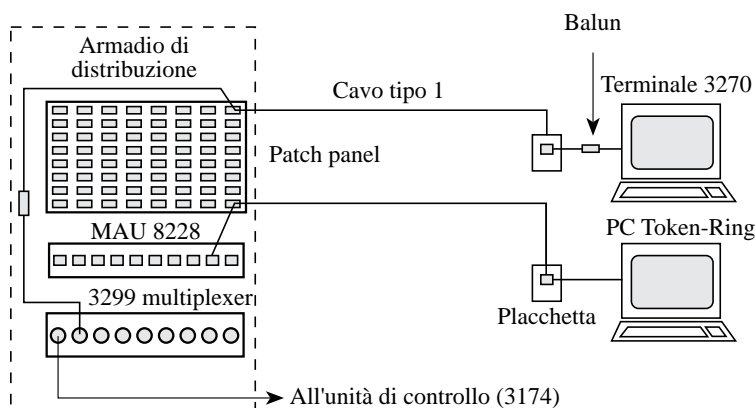 Balun
Armadio di
distribuzione
Cavo tipo 1
Terminale 3270
Patch panel
MAU 8228
PC Token-Ring
3299 multiplexer
Placchetta
All'unità di controllo (3174)